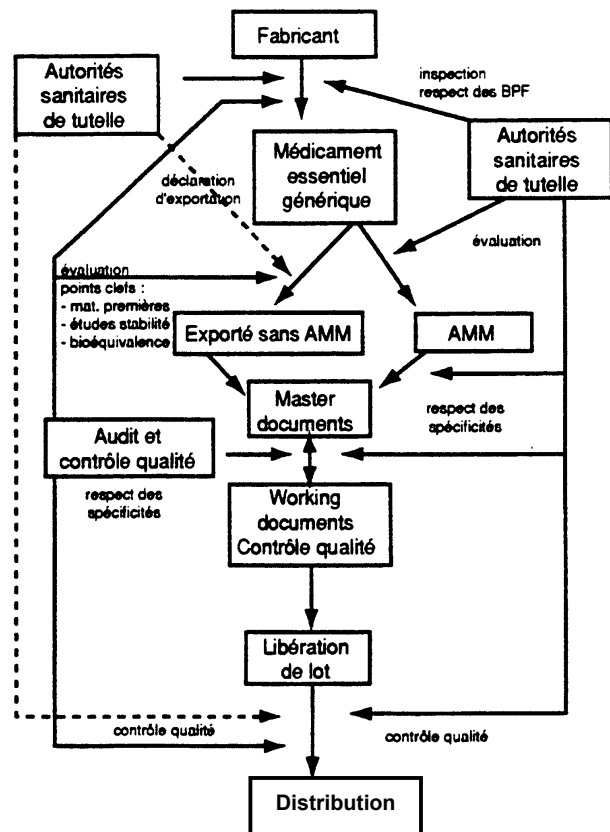 Fabricant
Autorités
sanitaires
de tutelle
inspection
respect des BPF
Autorités
sanitaires
de tutelle
Médicament
essentiel
générique
déclaration
d'exportation
évaluation
évaluation
points clefs :
- mat. premières
- études stabilité
- bioéquivalence
Exporté sans AMM
AMM
Master
documents
respect des
spécificités
Audit et
contrôle qualité
respect des
spécificités
Working
documents
Contrôle qualité
Libération
de lot
contrôle qualité
contrôle qualité
Distribution